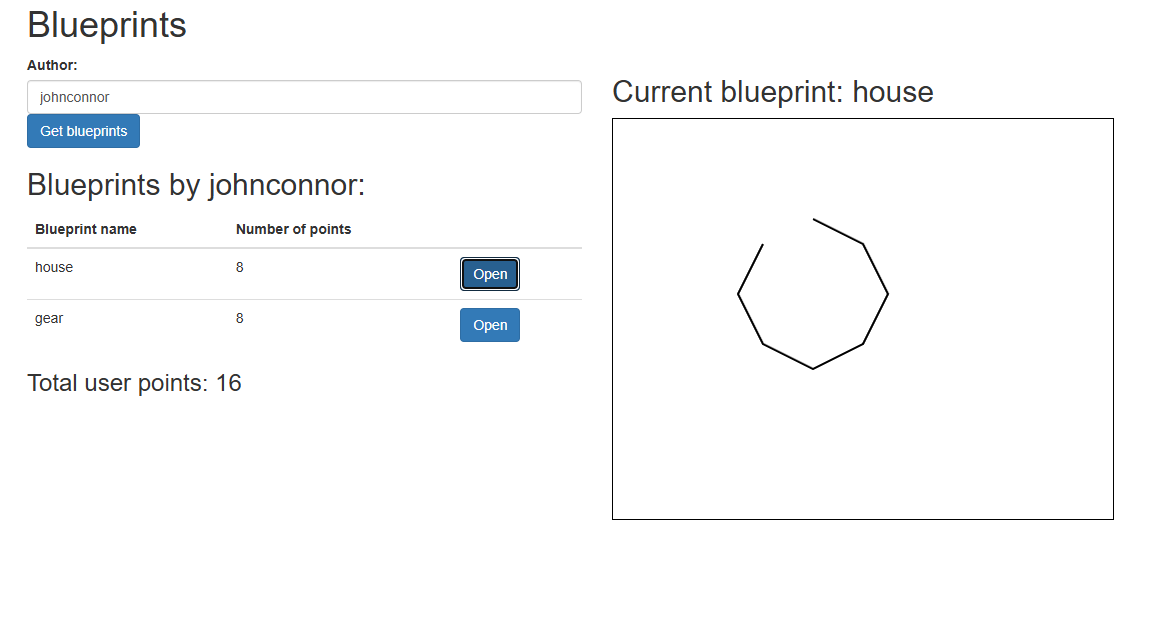 Blueprints
Author:
johnconnor
Get blueprints
Blueprints by johnconnor:
Blueprint name Number of points
house 8 Open
gear 8 Open
Total user points: 16
Current blueprint: house